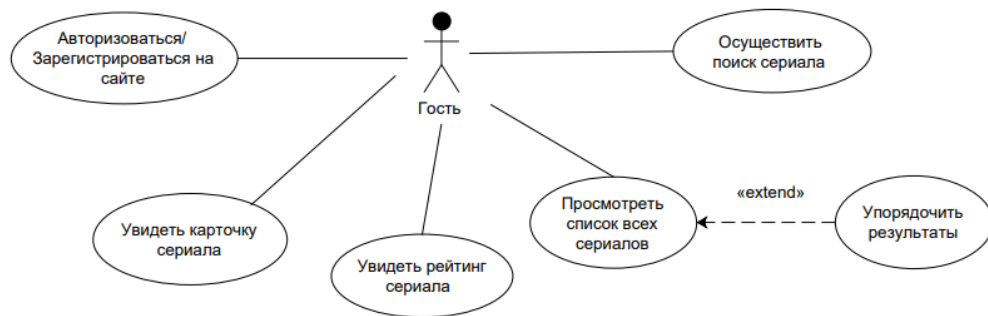 Авторизоваться/
Зарегистрироваться на
сайте
Гость
Осуществить
поиск сериала
Увидеть карточку
сериала
Увидеть рейтинг
сериала
Просмотреть
список всех
сериалов
«extend»
Упорядочить
результаты